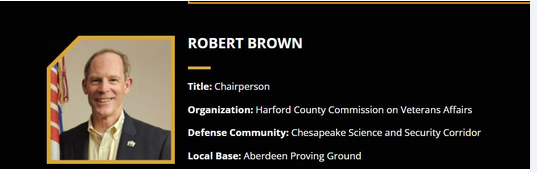 ROBERT BROWN
Title: Chairperson
Organization: Harford County Commission on Veterans Affairs
Defense Community: Chesapeake Science and Security Corridor
Local Base: Aberdeen Proving Ground